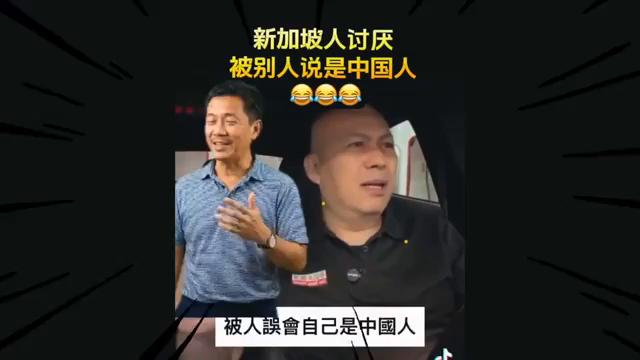 新加坡人讨厌
被别人说是中国人
被人誤會自己是中國人